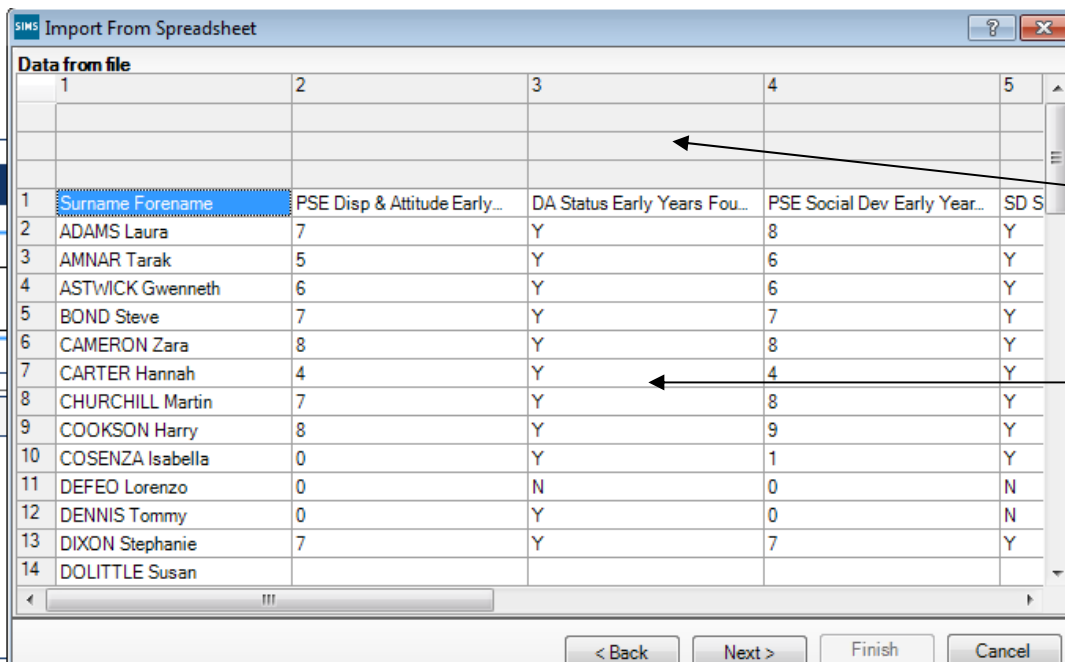 SIMS Import From Spreadsheet ?
Data from file
1 2 3 4 5
1 Surname Forename PSE Disp & Attitude Early... DA Status Early Years Fou... PSE Social Dev Early Year... SD S
2 ADAMS Laura 7 Y 8 Y
3 AMNAR Tarak 5 Y 6 Y
4 ASTWICK Gwenneth 6 Y 6 Y
5 BOND Steve 7 Y 7 Y
6 CAMERON Zara 8 Y 8 Y
7 CARTER Hannah 4 Y 4 Y
8 CHURCHILL Martin 7 Y 8 Y
9 COOKSON Harry 8 Y 9 Y
10 COSENZA Isabella 0 Y 1 Y
11 DEFEO Lorenzo 0 N 0 N
12 DENNIS Tommy 0 Y 0 N
13 DIXON Stephanie 7 Y 7 Y
14 DOLITTLE Susan
< Back Next > Finish Cancel